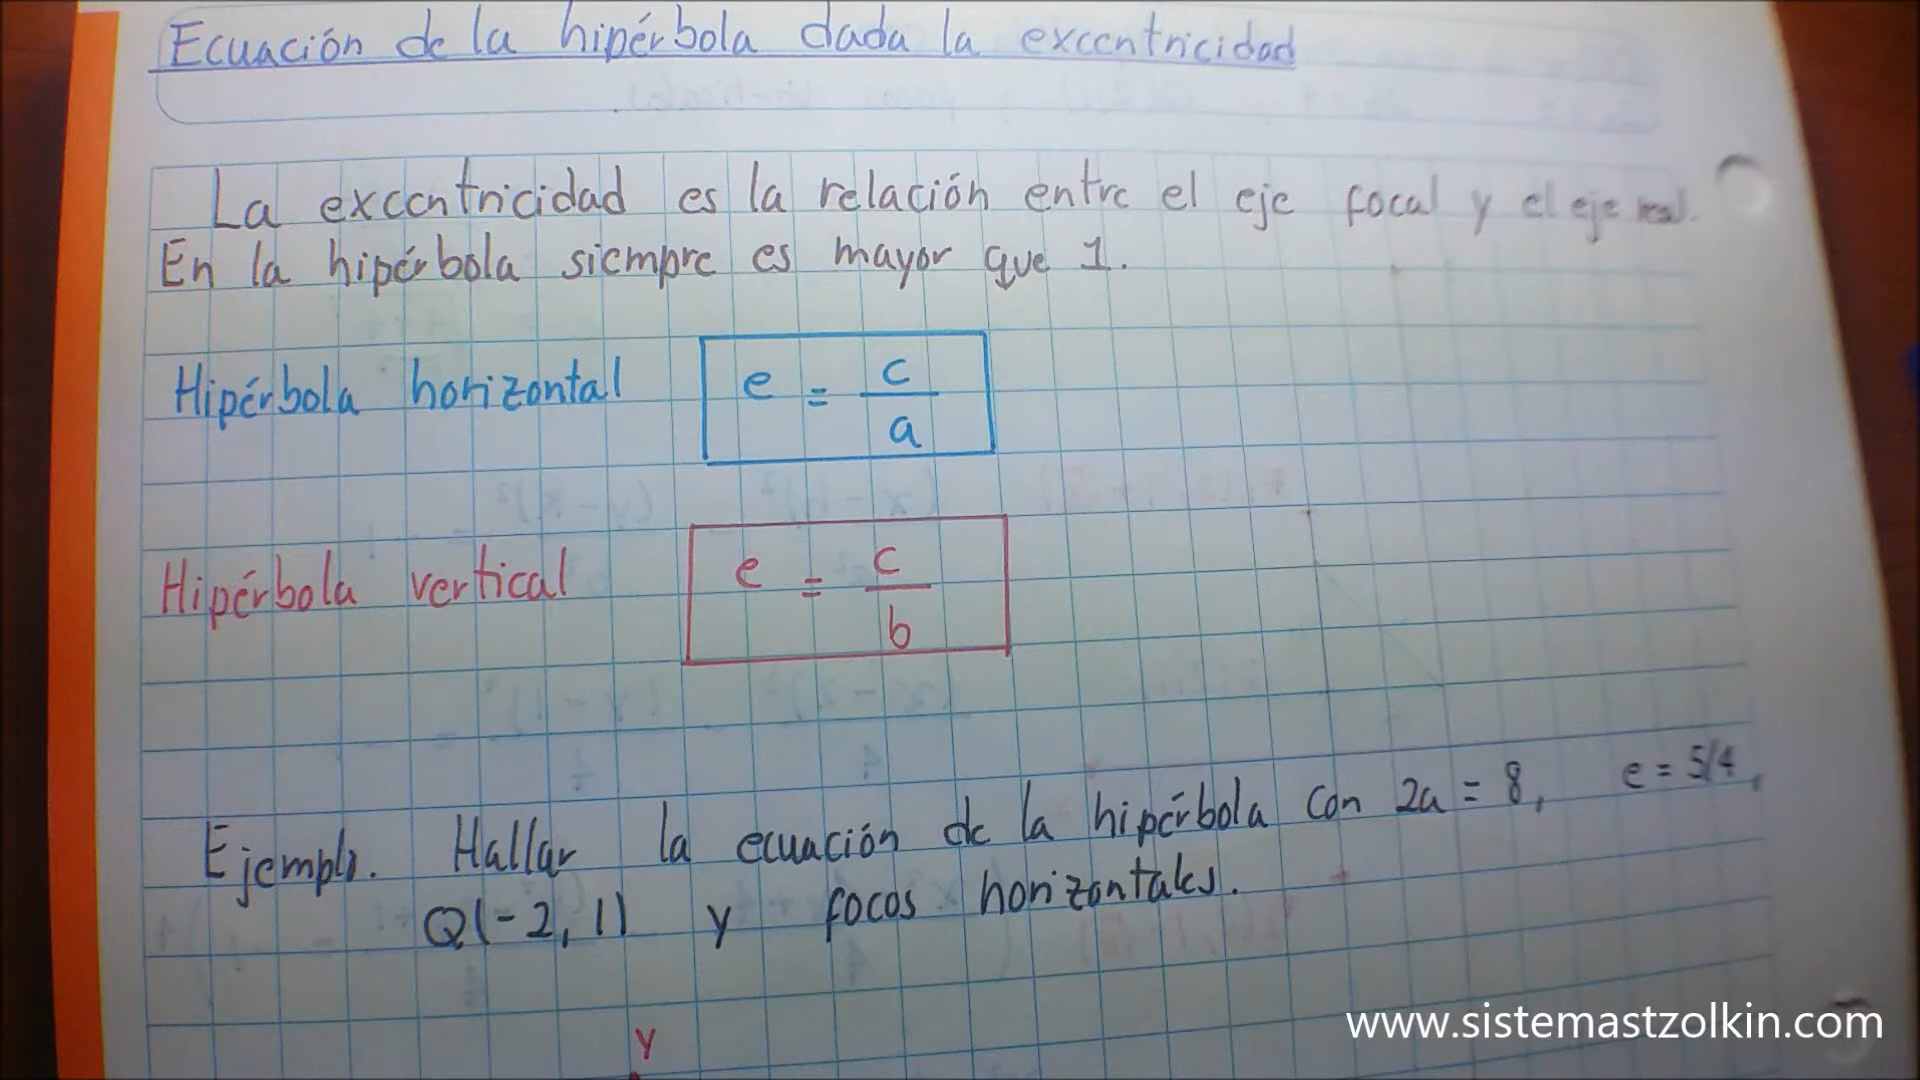 Ecuación de la hipérbola dada la excentricidad
La excentricidad es la relación entre el eje focal y el eje real.
En la hipérbola siempre es mayor que 1.
Hipérbola horizontal e = c/a
Hipérbola vertical e = c/b
Ejemplo. Hallar la ecuación de la hipérbola con 2a = 8, e = 5/4,
Q(-2, 1) y focos horizontales.
y
www.sistemastzolkin.com